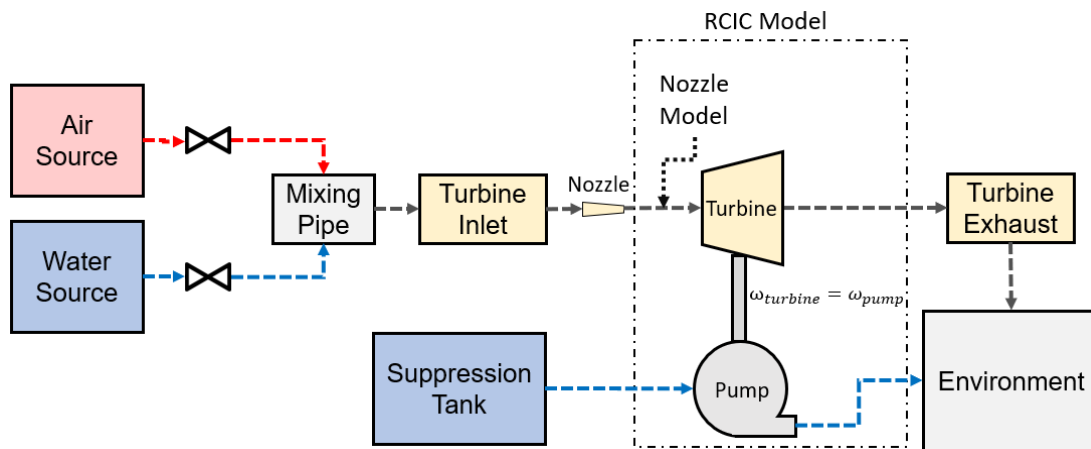 RCIC Model
Air
Source
Nozzle
Model
Mixing
Pipe
Turbine
Inlet
Nozzle
Turbine
Turbine
Exhaust
Water
Source
ω_turbine = ω_pump
Suppression
Tank
Pump
Environment